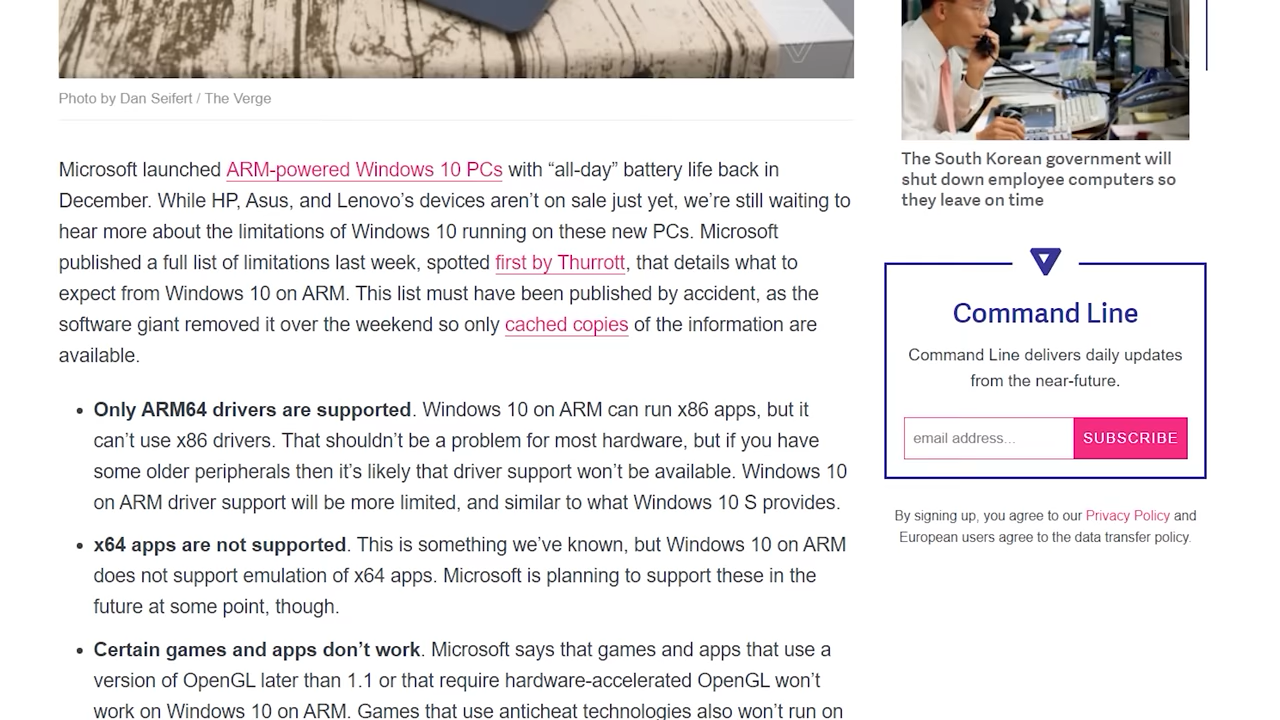 Photo by Dan Seifert / The Verge
Microsoft launched ARM-powered Windows 10 PCs with “all-day” battery life back in
December. While HP, Asus, and Lenovo’s devices aren’t on sale just yet, we’re still waiting to
hear more about the limitations of Windows 10 running on these new PCs. Microsoft
published a full list of limitations last week, spotted first by Thurrott, that details what to
expect from Windows 10 on ARM. This list must have been published by accident, as the
software giant removed it over the weekend so only cached copies of the information are
available.
• Only ARM64 drivers are supported. Windows 10 on ARM can run x86 apps, but it
can’t use x86 drivers. That shouldn’t be a problem for most hardware, but if you have
some older peripherals then it’s likely that driver support won’t be available. Windows 10
on ARM driver support will be more limited, and similar to what Windows 10 S provides.
• x64 apps are not supported. This is something we’ve known, but Windows 10 on ARM
does not support emulation of x64 apps. Microsoft is planning to support these in the
future at some point, though.
• Certain games and apps don’t work. Microsoft says that games and apps that use a
version of OpenGL later than 1.1 or that require hardware-accelerated OpenGL won’t
work on Windows 10 on ARM. Games that use anticheat technologies also won’t run on
The South Korean government will
shut down employee computers so
they leave on time
Command Line
Command Line delivers daily updates
from the near-future.
email address...
SUBSCRIBE
By signing up, you agree to our Privacy Policy and
European users agree to the data transfer policy.